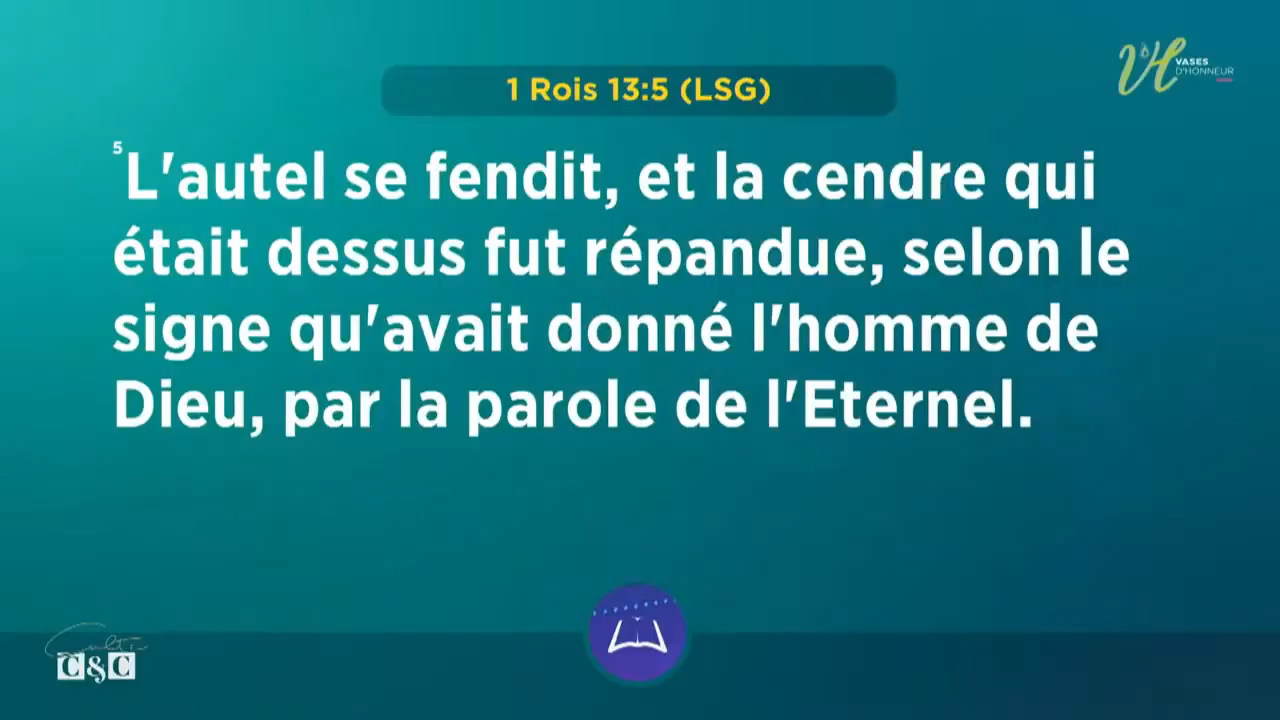 1 Rois 13:5 (LSG)
VASES
D'HONNEUR
5
L'autel se fendit, et la cendre qui
était dessus fut répandue, selon le
signe qu'avait donné l'homme de
Dieu, par la parole de l'Eternel.
C&C